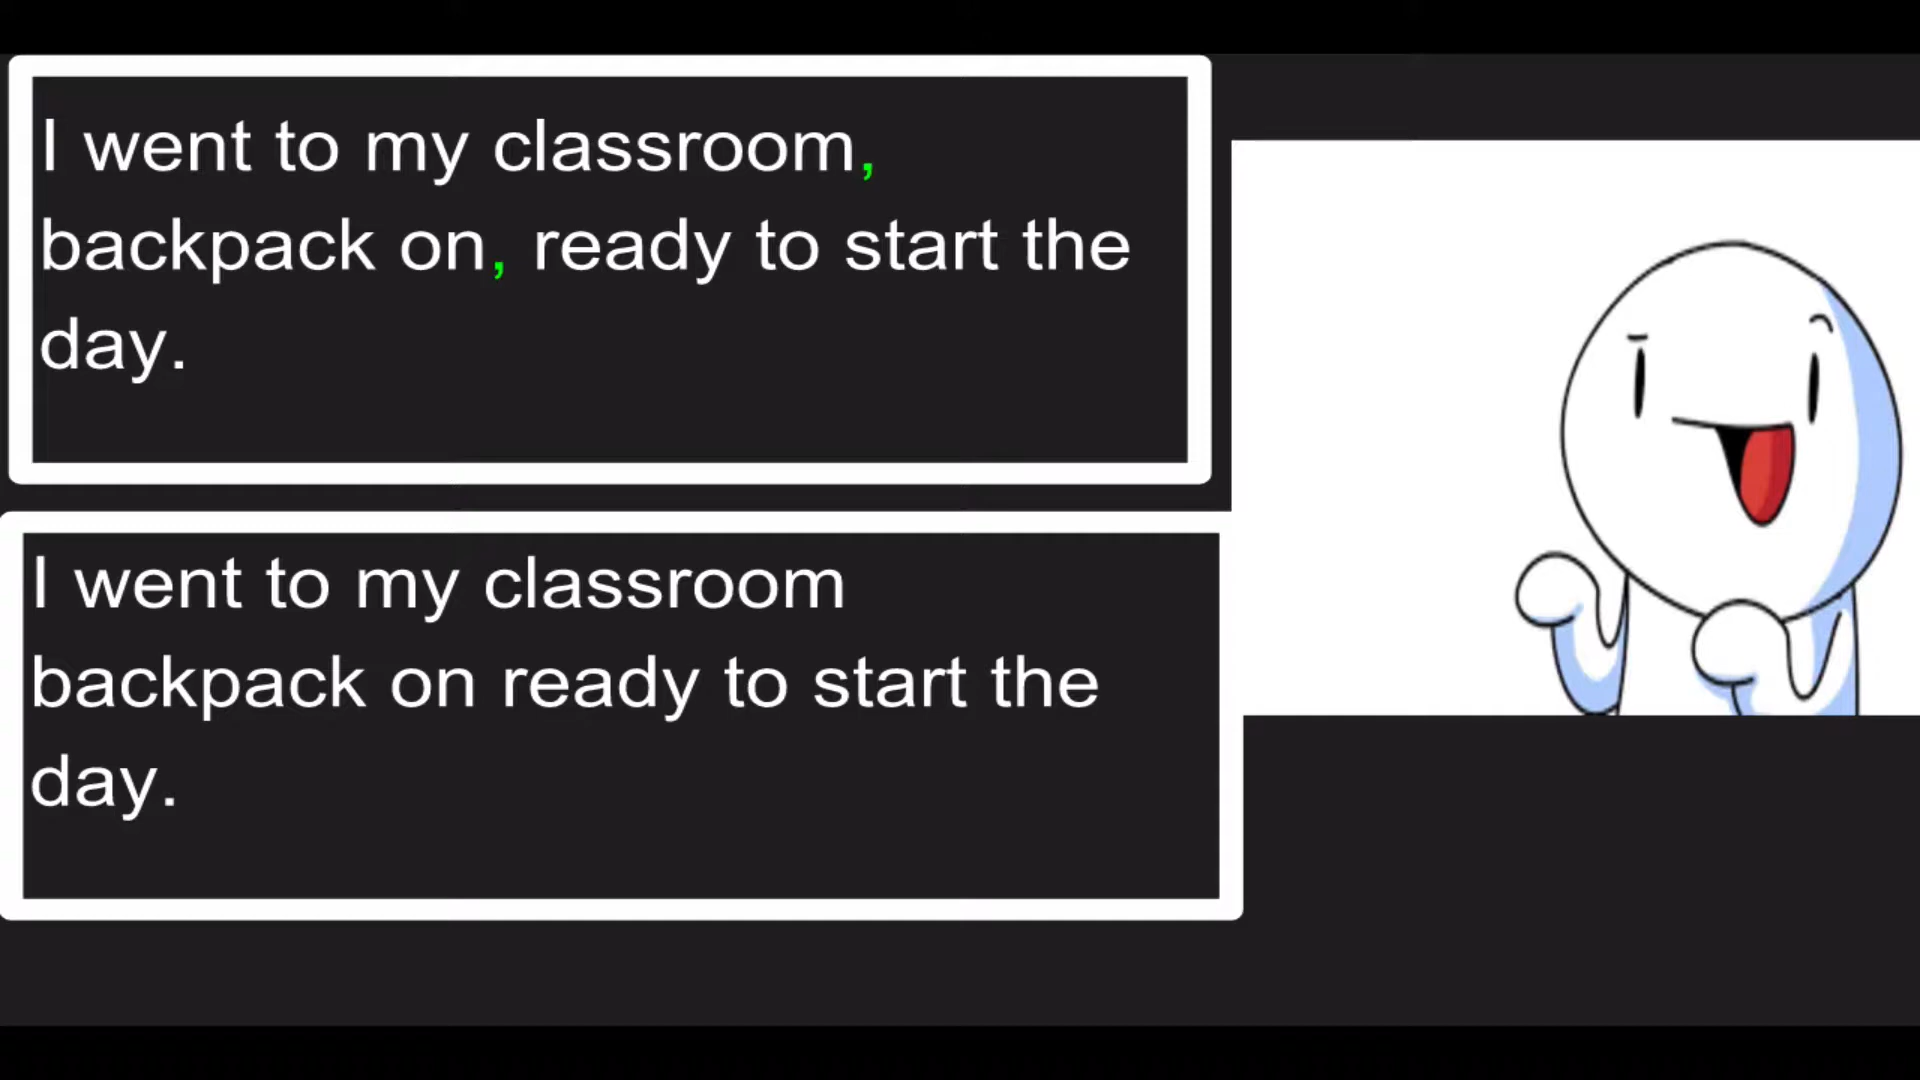 I went to my classroom,
backpack on, ready to start the
day.
I went to my classroom
backpack on ready to start the
day.